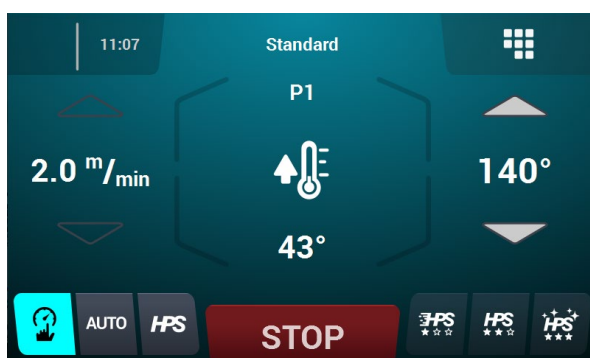 11:07
Standard
P1
2.0 m/min
140°
43°
AUTO
HPS
STOP
HPS
HPS
HPS